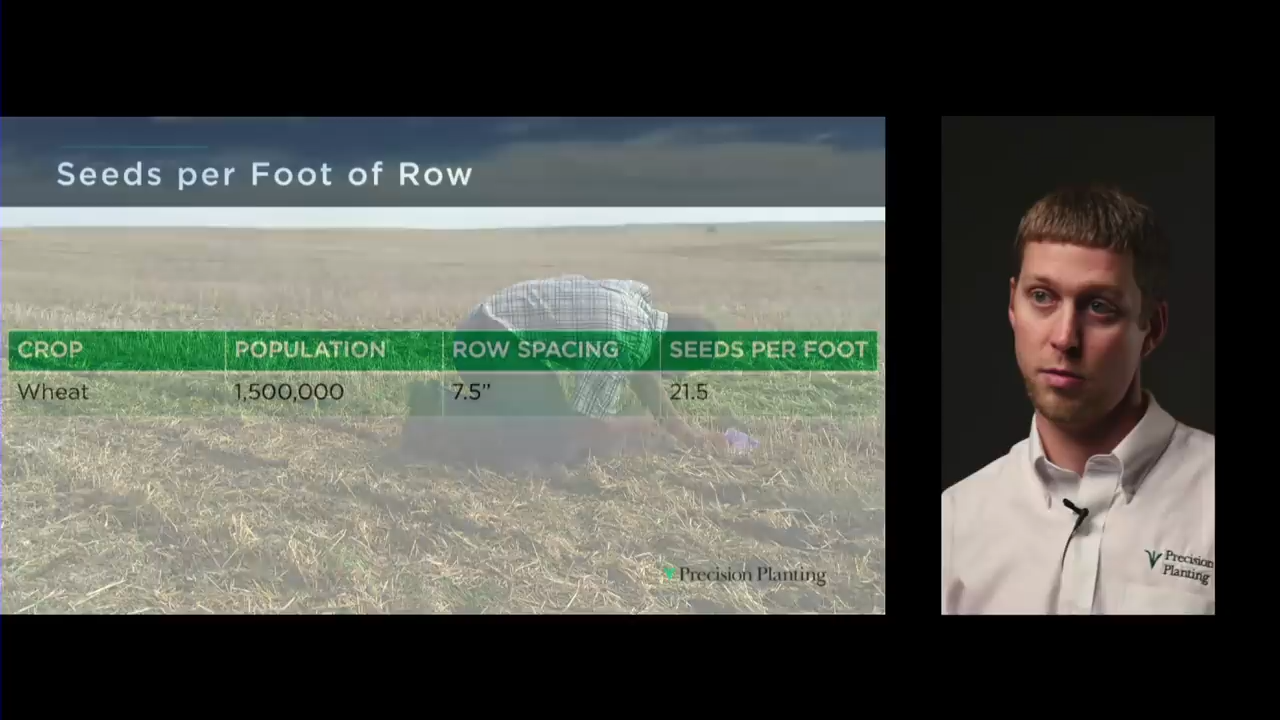 Seeds per Foot of Row
CROP POPULATION ROW SPACING SEEDS PER FOOT
Wheat 1,500,000 7.5” 21.5
Precision Planting
Precision
Planting